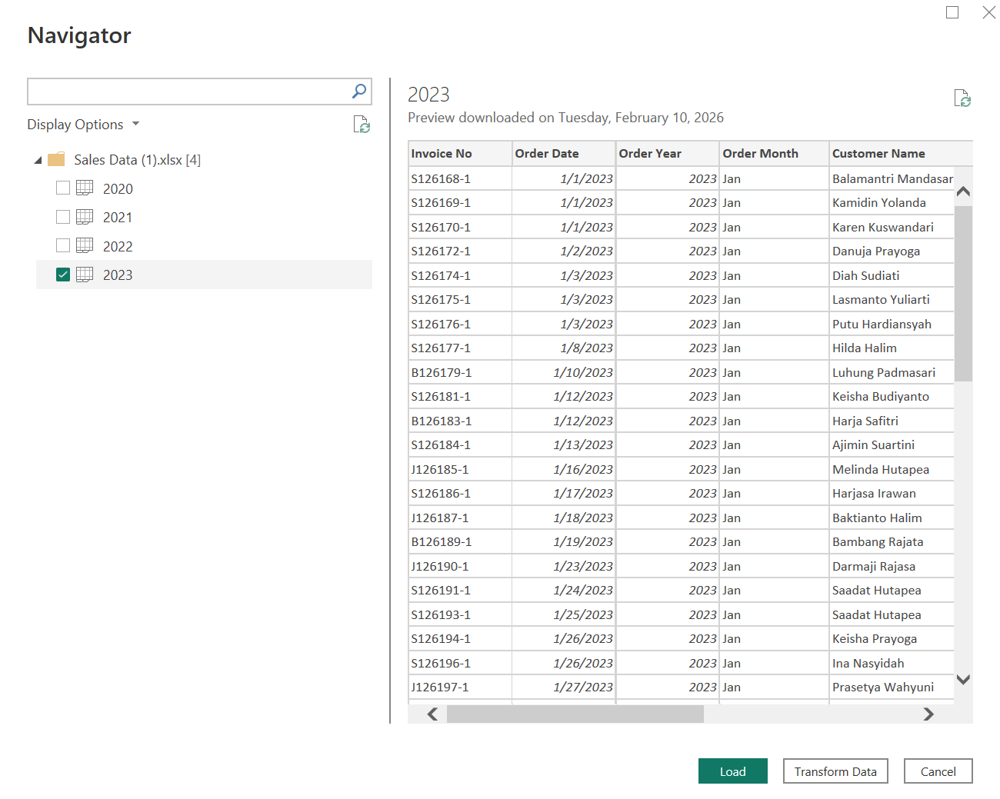 Navigator
Display Options
Sales Data (1).xlsx [4]
2020
2021
2022
2023
2023
Preview downloaded on Tuesday, February 10, 2026
Invoice No Order Date Order Year Order Month Customer Name
S126168-1 1/1/2023 2023 Jan Balamantri Mandasar
S126169-1 1/1/2023 2023 Jan Kamidin Yolanda
S126170-1 1/1/2023 2023 Jan Karen Kuswandari
S126172-1 1/2/2023 2023 Jan Danuja Prayoga
S126174-1 1/3/2023 2023 Jan Diah Sudiati
S126175-1 1/3/2023 2023 Jan Lasmanto Yuliarti
S126176-1 1/3/2023 2023 Jan Putu Hardiansyah
S126177-1 1/8/2023 2023 Jan Hilda Halim
B126179-1 1/10/2023 2023 Jan Luhung Padmasari
S126181-1 1/12/2023 2023 Jan Keisha Budiyanto
B126183-1 1/12/2023 2023 Jan Harja Safitri
S126184-1 1/13/2023 2023 Jan Ajimin Suartini
J126185-1 1/16/2023 2023 Jan Melinda Hutapea
S126186-1 1/17/2023 2023 Jan Harjasa Irawan
J126187-1 1/18/2023 2023 Jan Baktianto Halim
B126189-1 1/19/2023 2023 Jan Bambang Rajata
J126190-1 1/23/2023 2023 Jan Darmaji Rajasa
S126191-1 1/24/2023 2023 Jan Saadat Hutapea
S126193-1 1/25/2023 2023 Jan Saadat Hutapea
S126194-1 1/26/2023 2023 Jan Keisha Prayoga
S126196-1 1/26/2023 2023 Jan Ina Nasyidah
J126197-1 1/27/2023 2023 Jan Prasetya Wahyuni
Load Transform Data Cancel